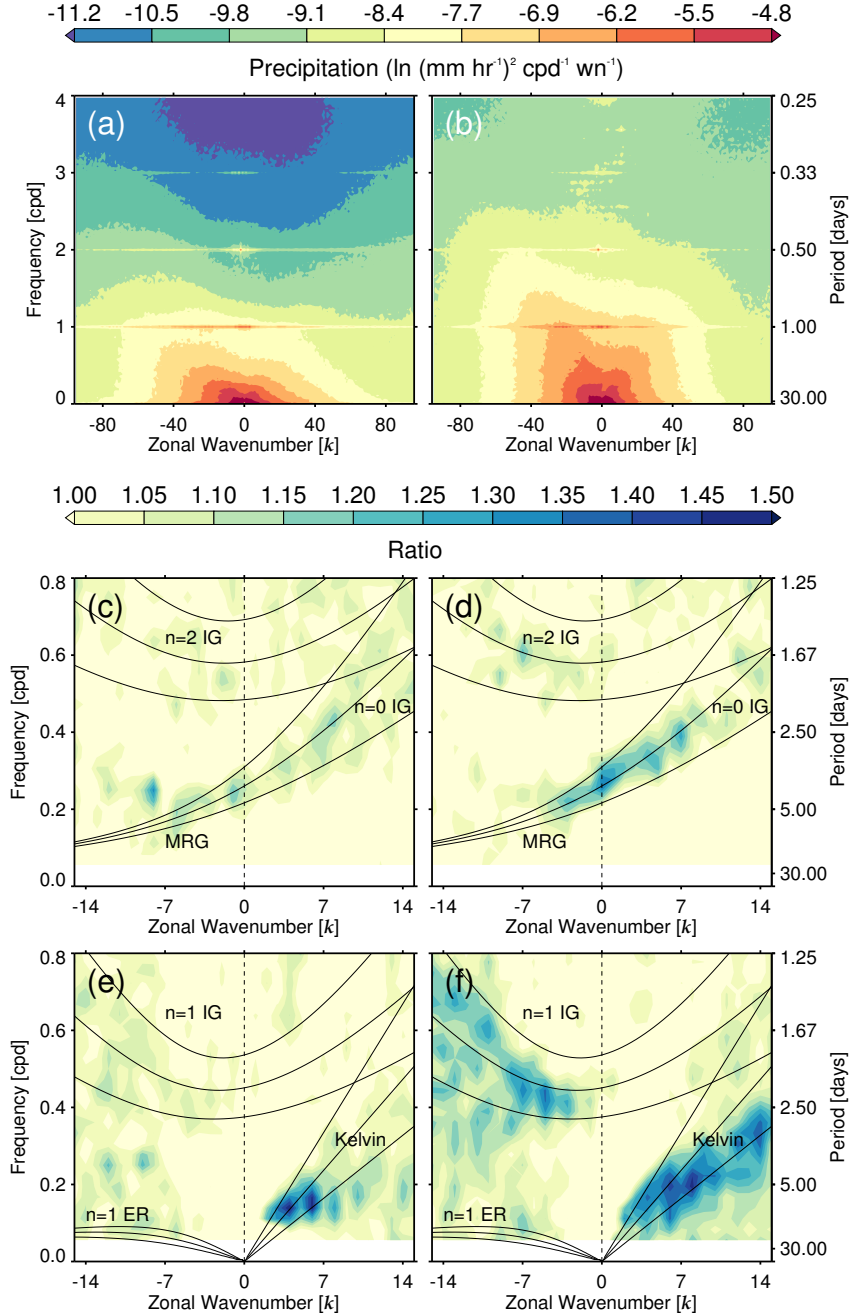 -11.2 -10.5 -9.8 -9.1 -8.4 -7.7 -6.9 -6.2 -5.5 -4.8
Precipitation (ln (mm hr⁻¹)² cpd⁻¹ wn⁻¹)
(a) (b)
4 3 2 1 0
Frequency [cpd]
0.25 0.33 0.50 1.00 30.00
Period [days]
-80 -40 0 40 80
Zonal Wavenumber [k]
-80 -40 0 40 80
Zonal Wavenumber [k]
1.00 1.05 1.10 1.15 1.20 1.25 1.30 1.35 1.40 1.45 1.50
Ratio
(c)
n=2 IG
n=0 IG
MRG
0.8 0.6 0.4 0.2 0.0
Frequency [cpd]
-14 -7 0 7 14
Zonal Wavenumber [k]
(d)
n=2 IG
n=0 IG
MRG
1.25 1.67 2.50 5.00 30.00
Period [days]
-14 -7 0 7 14
Zonal Wavenumber [k]
(e)
n=1 IG
Kelvin
n=1 ER
0.8 0.6 0.4 0.2 0.0
Frequency [cpd]
-14 -7 0 7 14
Zonal Wavenumber [k]
(f)
n=1 IG
Kelvin
n=1 ER
1.25 1.67 2.50 5.00 30.00
Period [days]
-14 -7 0 7 14
Zonal Wavenumber [k]